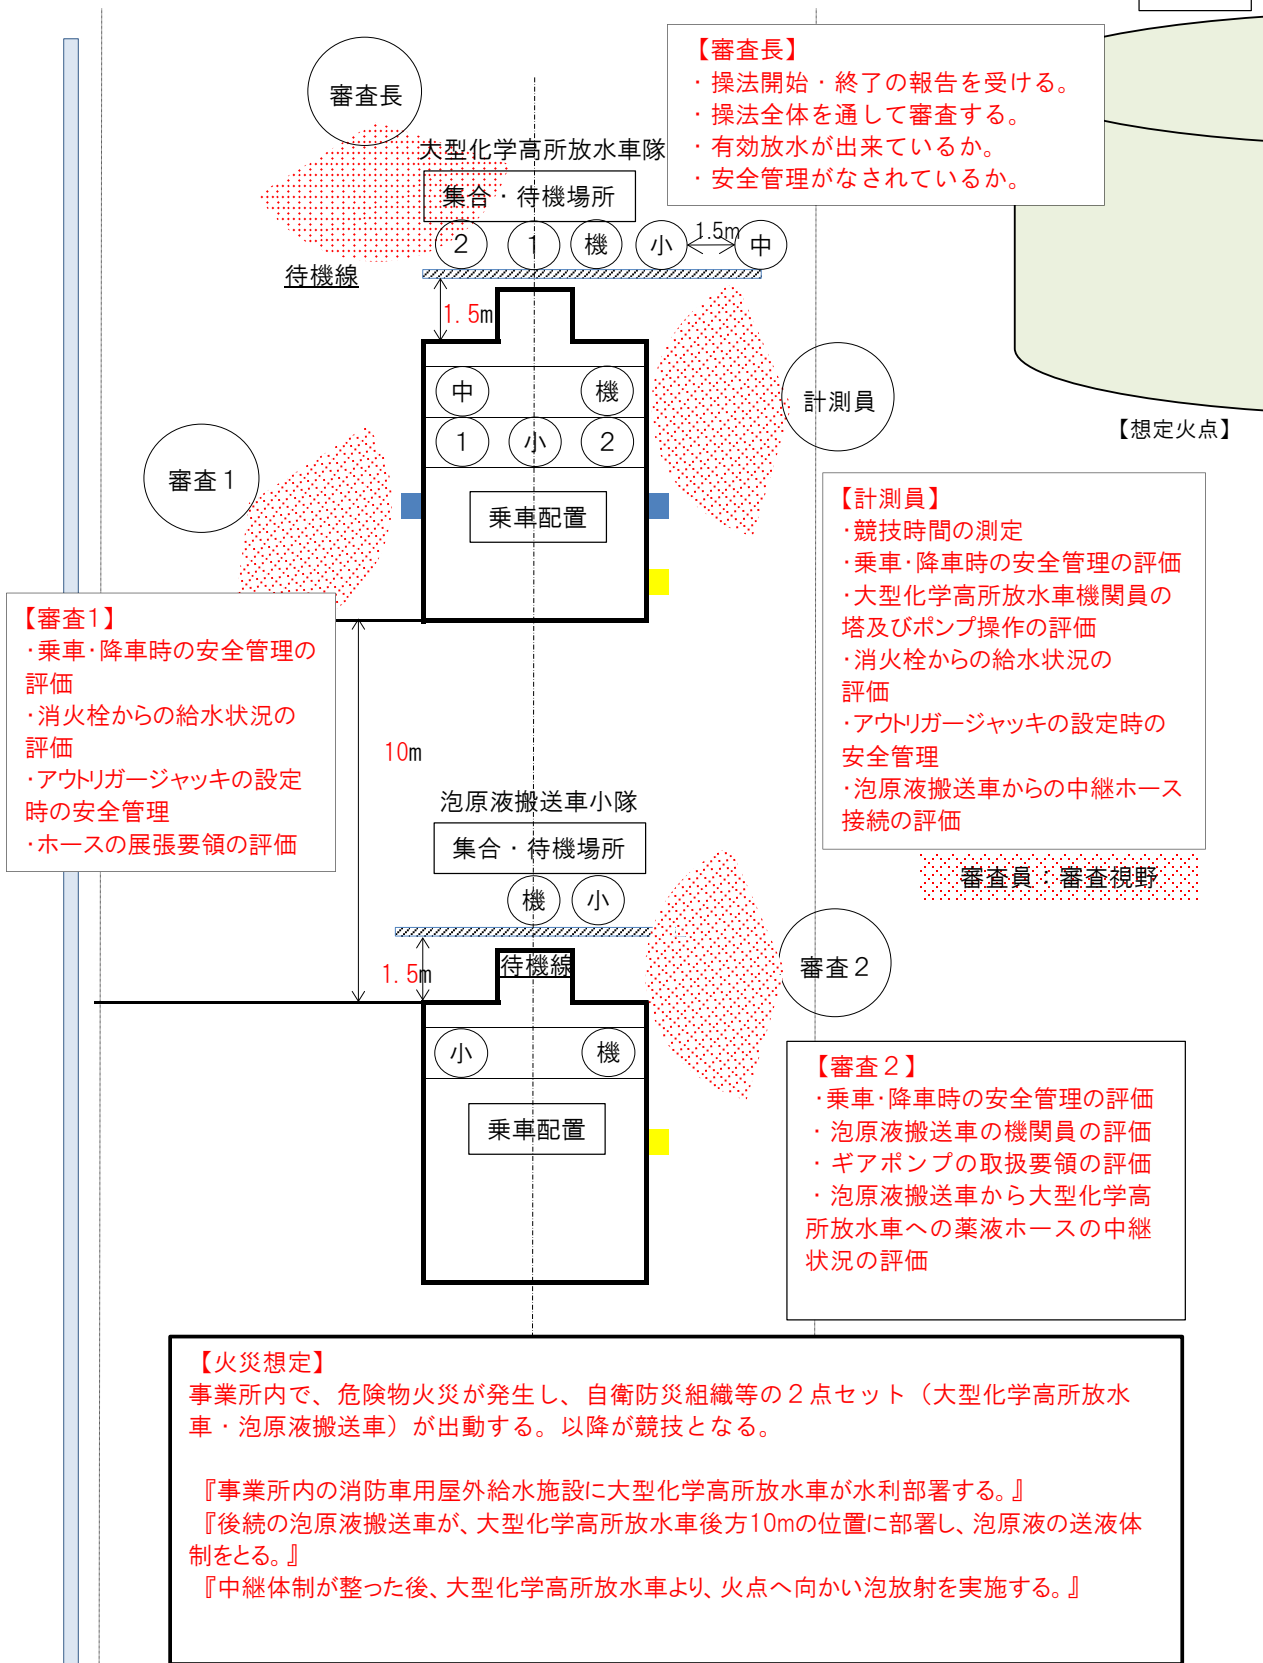 審査長
【審査長】
・操法開始・終了の報告を受ける。
・操法全体を通して審査する。
・有効放水が出来ているか。
・安全管理がなされているか。
大型化学高所放水車隊
集合・待機場所
2
1
機
小
1.5m
中
待機線
1.5m
中
機
1
小
2
計測員
【想定火点】
審査1
乗車配置
【計測員】
・競技時間の測定
・乗車・降車時の安全管理の評価
・大型化学高所放水車機関員の
塔及びポンプ操作の評価
・消火栓からの給水状況の
評価
・アウトリガージャッキの設定時の
安全管理
・泡原液搬送車からの中継ホース
接続の評価
【審査1】
・乗車・降車時の安全管理の
評価
・消火栓からの給水状況の
評価
・アウトリガージャッキの設定
時の安全管理
・ホースの展張要領の評価
10m
泡原液搬送車小隊
集合・待機場所
審査員：審査視野
機
小
1.5m
待機線
審査２
小
機
乗車配置
【審査２】
・乗車・降車時の安全管理の評価
・泡原液搬送車の機関員の評価
・ギアポンプの取扱要領の評価
・泡原液搬送車から大型化学高
所放水車への薬液ホースの中継
状況の評価
【火災想定】
事業所内で、危険物火災が発生し、自衛防災組織等の２点セット（大型化学高所放水
車・泡原液搬送車）が出動する。以降が競技となる。
『事業所内の消防車用屋外給水施設に大型化学高所放水車が水利部署する。』
『後続の泡原液搬送車が、大型化学高所放水車後方10mの位置に部署し、泡原液の送液体
制をとる。』
『中継体制が整った後、大型化学高所放水車より、火点へ向かい泡放射を実施する。』